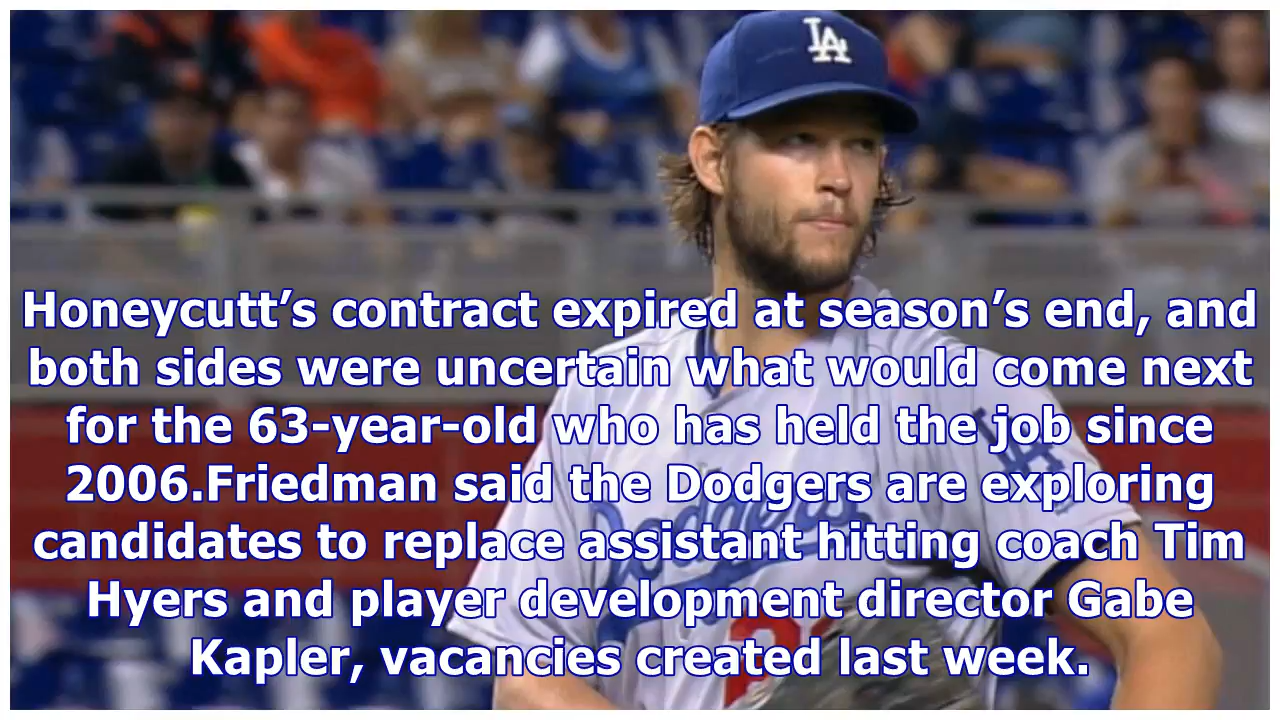 LA
Honeycutt’s contract expired at season’s end, and
both sides were uncertain what would come next
for the 63-year-old who has held the job since
2006.Friedman said the Dodgers are exploring
candidates to replace assistant hitting coach Tim
Hyers and player development director Gabe
Kapler, vacancies created last week.
LA
Dodgers